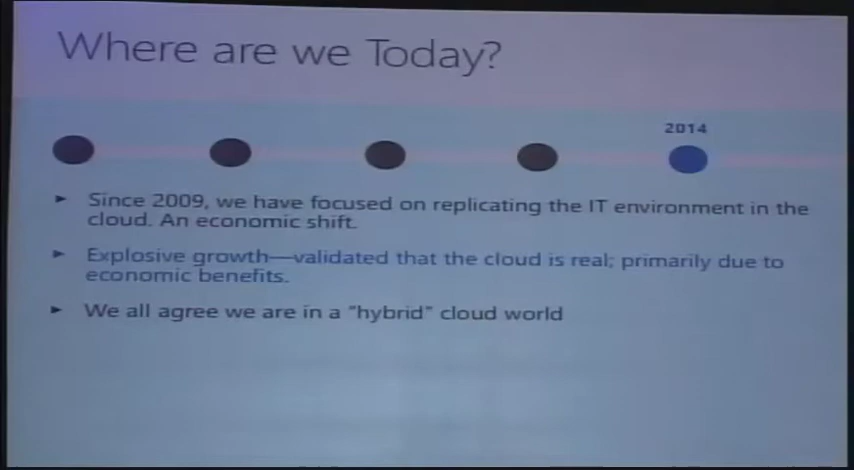 Where are we Today?
2014
► Since 2009, we have focused on replicating the IT environment in the
cloud. An economic shift.
► Explosive growth—validated that the cloud is real; primarily due to
economic benefits.
► We all agree we are in a "hybrid" cloud world